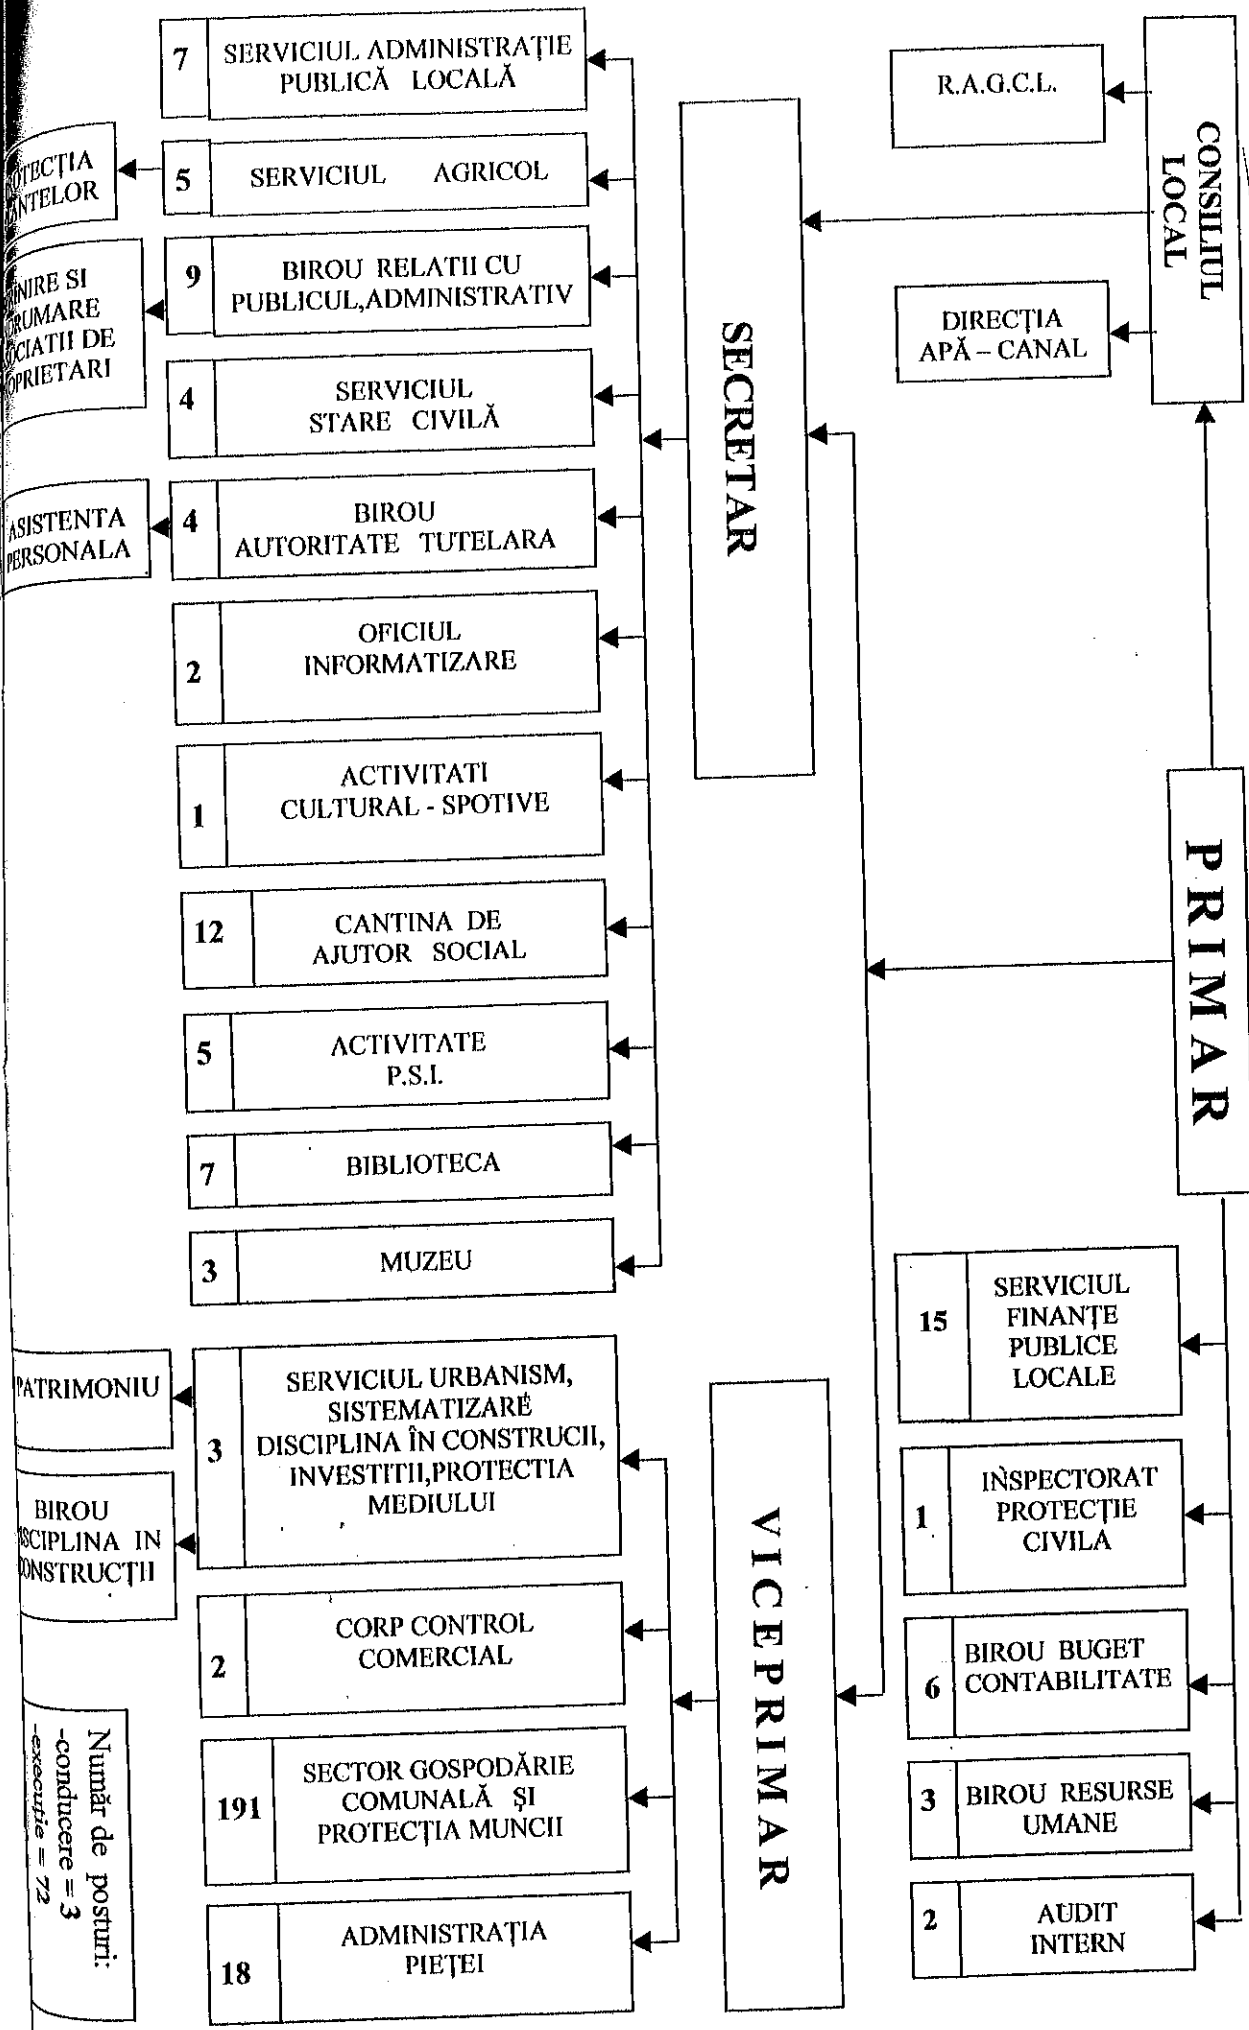 CONSILIUL
LOCAL
R.A.G.C.L.
DIRECȚIA
APĂ – CANAL
PRIMAR
SECRETAR
7
SERVICIUL ADMINISTRAȚIE
PUBLICĂ LOCALĂ
5
SERVICIUL AGRICOL
9
BIROU RELATII CU
PUBLICUL,ADMINISTRATIV
4
SERVICIUL
STARE CIVILĂ
4
BIROU
AUTORITATE TUTELARA
ASISTENTA
PERSONALA
2
OFICIUL
INFORMATIZARE
1
ACTIVITATI
CULTURAL - SPOTIVE
12
CANTINA DE
AJUTOR SOCIAL
5
ACTIVITATE
P.S.I.
7
BIBLIOTECA
3
MUZEU
15
SERVICIUL
FINANȚE
PUBLICE
LOCALE
1
INSPECTORAT
PROTECȚIE
CIVILA
6
BIROU BUGET
CONTABILITATE
3
BIROU RESURSE
UMANE
2
AUDIT
INTERN
VICEPRIMAR
3
SERVICIUL URBANISM,
SISTEMATIZARE
DISCIPLINA ÎN CONSTRUCII,
INVESTITII,PROTECTIA
MEDIULUI
PATRIMONIU
BIROU
IN
2
CORP CONTROL
COMERCIAL
191
SECTOR GOSPODĂRIE
COMUNALĂ ȘI
PROTECȚIA MUNCII
18
ADMINISTRAȚIA
PIEȚEI
SI
DE
Număr de posturi:
-conducere = 3
-execuție = 72